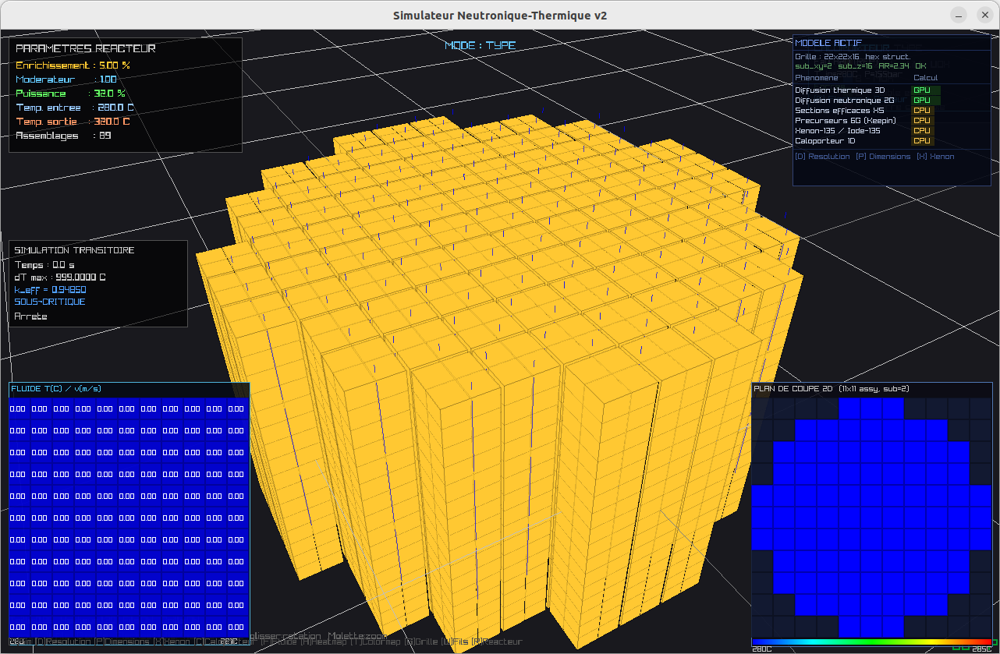 Simulateur Neutronique-Thermique v2
PARAMETRES REACTEUR
Enrichissement : 5.00 %
Moderateur : 1.00
Puissance : 32.0 %
Temp. entree : 280.0 C
Temp. sortie : 320.0 C
Assemblages : 89
MODE : TYPE
MODELE ACTIF
Grille : 22x22x16 hex struct.
sub_xy=2 sub_z=16 AR=2.34 OK
Phenomene Calcul
Diffusion thermique 3D GPU
Diffusion neutronique 2G GPU
Sections efficaces XS CPU
Precurseurs 6G (Keepin) CPU
Xenon-135 / Iode-135 CPU
Caloporteur 1D CPU
[D] Resolution [P] Dimensions [X] Xenon
SIMULATION TRANSITOIRE
Temps : 0.0 s
dT max : 999.0000 C
k_eff = 0.94850
SOUS-CRITIQUE
Arrete
FLUIDE T(C) / v(m/s)
0.00 0.00 0.00 0.00 0.00 0.00 0.00 0.00 0.00 0.00 0.00
0.00 0.00 0.00 0.00 0.00 0.00 0.00 0.00 0.00 0.00 0.00
0.00 0.00 0.00 0.00 0.00 0.00 0.00 0.00 0.00 0.00 0.00
0.00 0.00 0.00 0.00 0.00 0.00 0.00 0.00 0.00 0.00 0.00
0.00 0.00 0.00 0.00 0.00 0.00 0.00 0.00 0.00 0.00 0.00
0.00 0.00 0.00 0.00 0.00 0.00 0.00 0.00 0.00 0.00 0.00
0.00 0.00 0.00 0.00 0.00 0.00 0.00 0.00 0.00 0.00 0.00
0.00 0.00 0.00 0.00 0.00 0.00 0.00 0.00 0.00 0.00 0.00
0.00 0.00 0.00 0.00 0.00 0.00 0.00 0.00 0.00 0.00 0.00
0.00 0.00 0.00 0.00 0.00 0.00 0.00 0.00 0.00 0.00 0.00
0.00 0.00 0.00 0.00 0.00 0.00 0.00 0.00 0.00 0.00 0.00
PLAN DE COUPE 2D (11x11 assy, sub=2)
glisser:rotation Molette:zoom
[D]Resolution [P]Dimensions [X]Xenon [H]Heatmap [T]Colormap [G]Grille [W]Fils [R]Reacteur
280C 285C